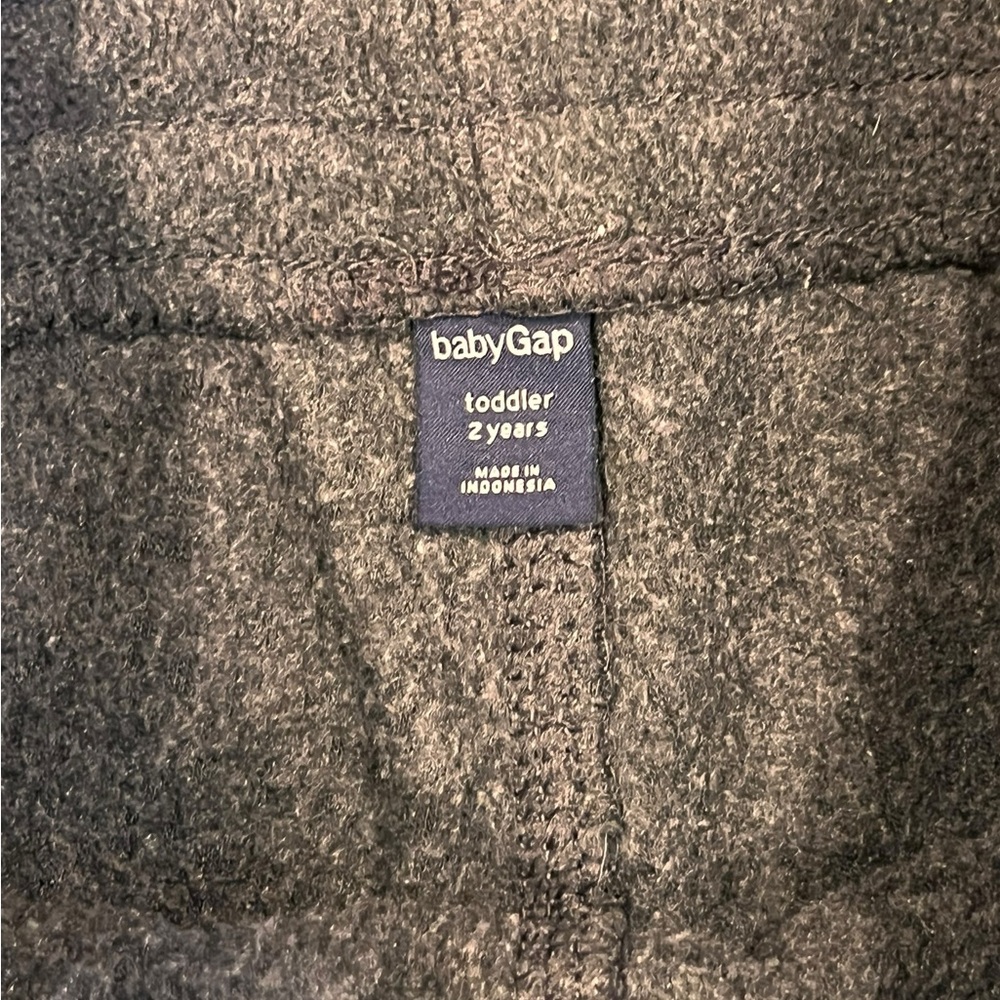 babyGap
toddler
2 years
MADE IN
INDONESIA